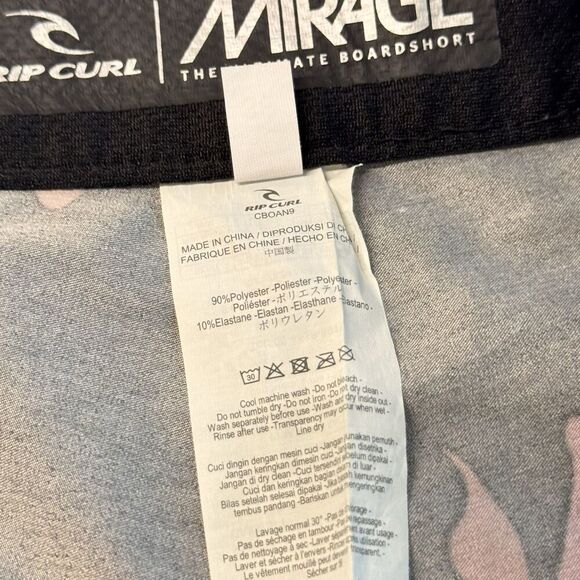 RIP CURL
MIRAGE
THE ULTIMATE BOARDSHORT
RIP CURL
CBOAN9
MADE IN CHINA / DIPRODUKSI DI
FABRIQUE EN CHINE / HECHO EN
中国製
90%Polyester -Poliester -Polyester -
Poliéster -ポリエステル
10%Elastane -Elastan -Elasthane -Elastano -
ポリウレタン
30
Cool machine wash -Do not bleach -
Do not tumble dry -Do not iron -Do not dry clean -
Wash separately before use -Wash and dry inside out -
Rinse after use -Transparency may occur when wet -
Line dry
Cuci dingin dengan mesin cuci -Jangan gunakan pemutih -
Jangan keringkan dimesin cuci -Jangan disetrika -
Jangan di dry clean -Cuci tersendiri sebelum dipakai -
Cuci dan keringkan bagian dalam di luar -
Bilas setelah selesai dipakai -Jika basah kemungkinan
tembus pandang -
Lavage normal 30° -Pas de
Pas de séchage en tambour -Pas de repassage -
Pas de nettoyage à sec -Laver séparément avant usage -
Laver et sécher à l'envers -Rincer après utilisation -
Le vêtement mouillé peut devenir transparent. -
Sécher sur fil